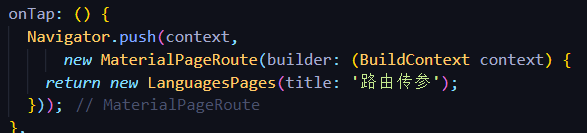 onTap: () {
Navigator.push(context,
new MaterialPageRoute(builder: (BuildContext context) {
return new LanguagesPages(title: '路由传参');
})); // MaterialPageRoute
},